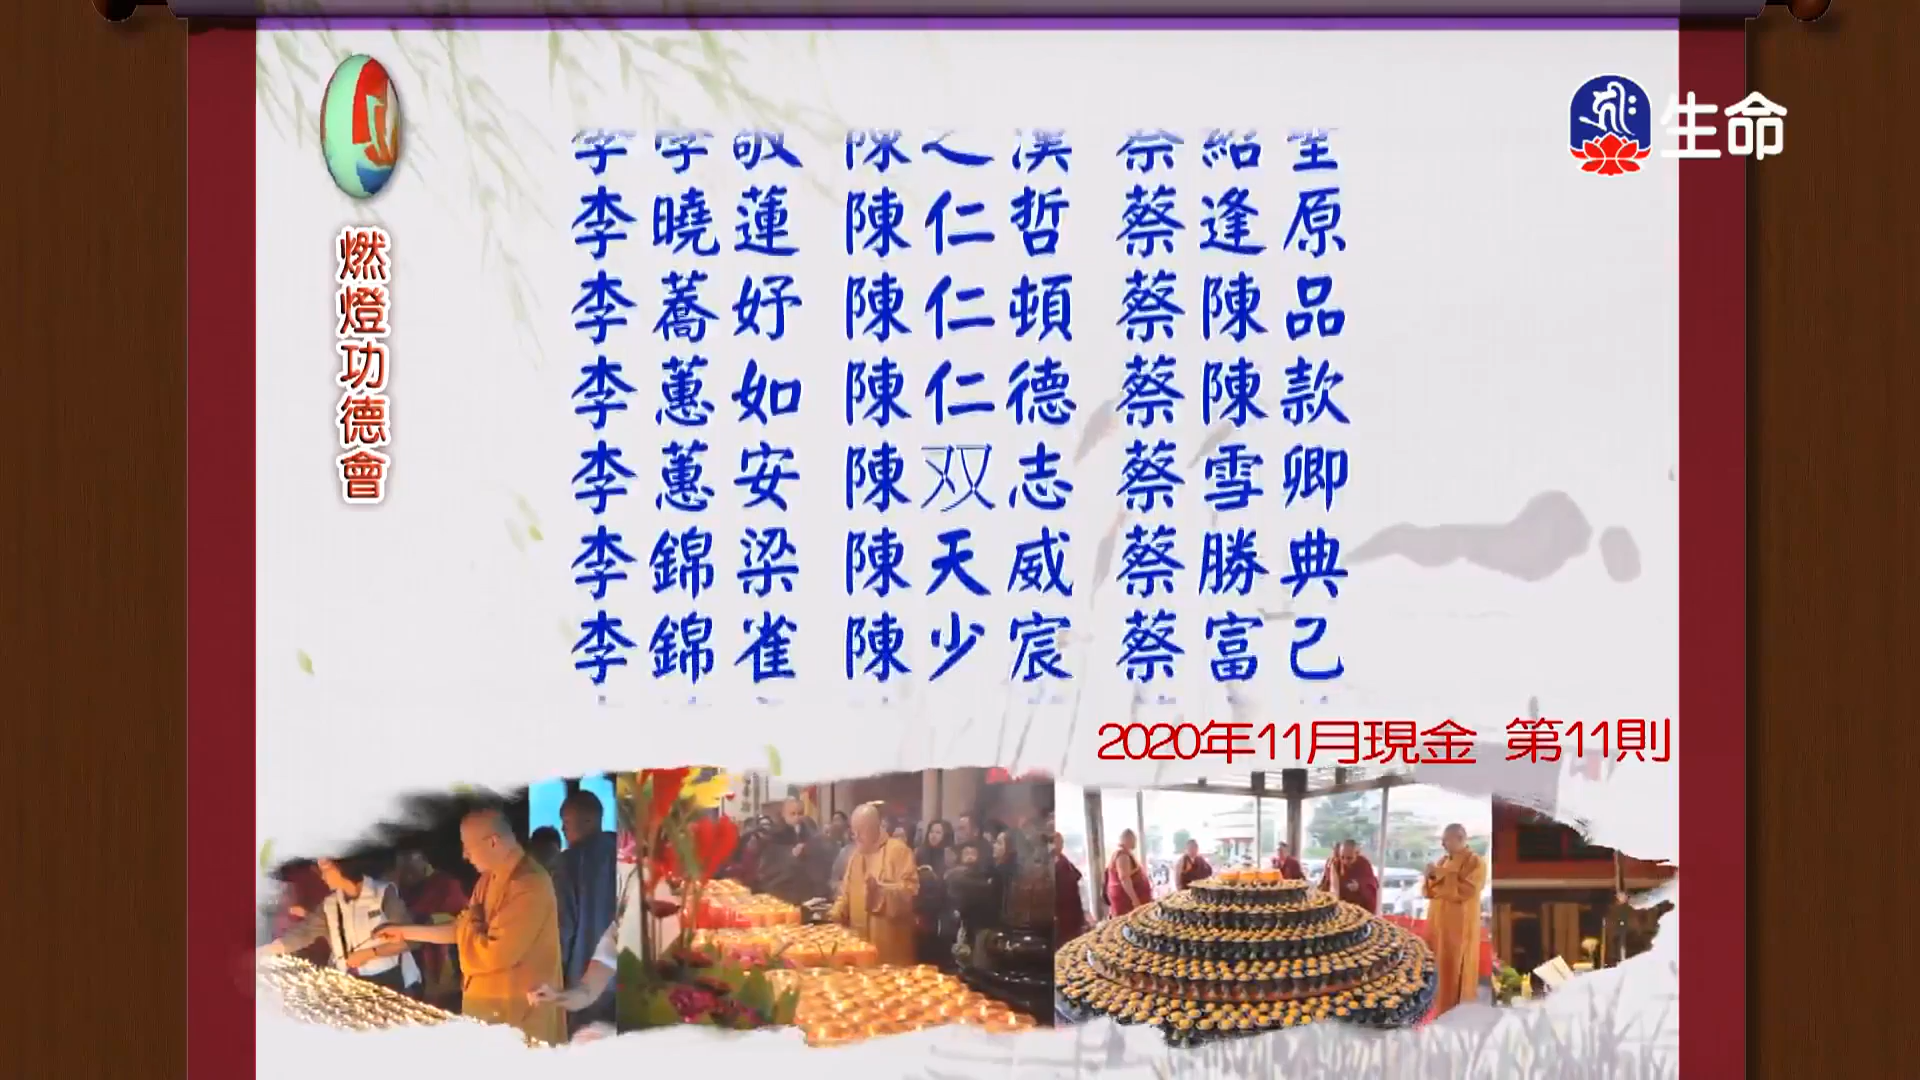 生命
燃燈功德會
李曉蓮 陳仁哲 蔡逢原
李蕎妤 陳仁頓 蔡陳品
李蕙如 陳仁德 蔡陳款
李蕙安 陳双志 蔡雪卿
李錦梁 陳天威 蔡勝典
李錦雀 陳少宸 蔡富己
2020年11月現金 第11則